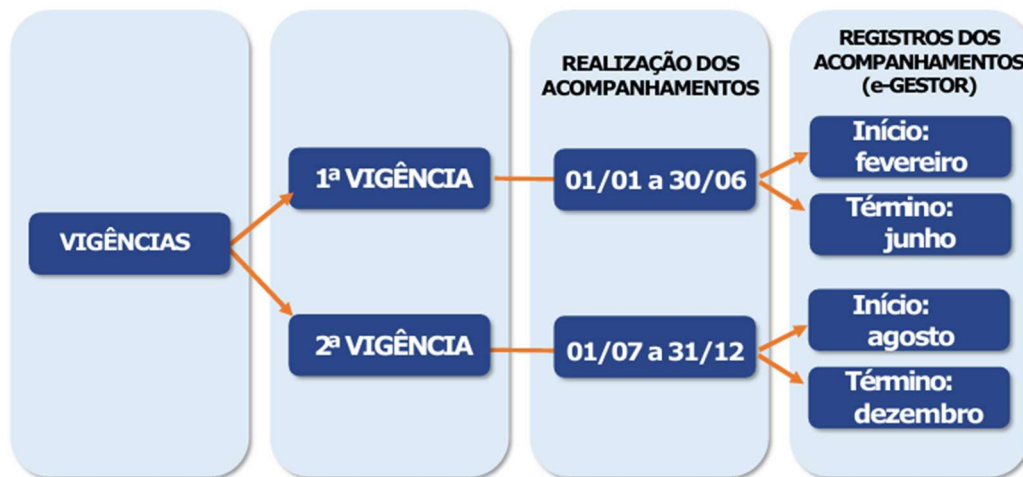 VIGÊNCIAS
1ª VIGÊNCIA
2ª VIGÊNCIA
REALIZAÇÃO DOS
ACOMPANHAMENTOS
01/01 a 30/06
01/07 a 31/12
REGISTROS DOS
ACOMPANHAMENTOS
(e-GESTOR)
Início:
fevereiro
Término:
junho
Início:
agosto
Término:
dezembro